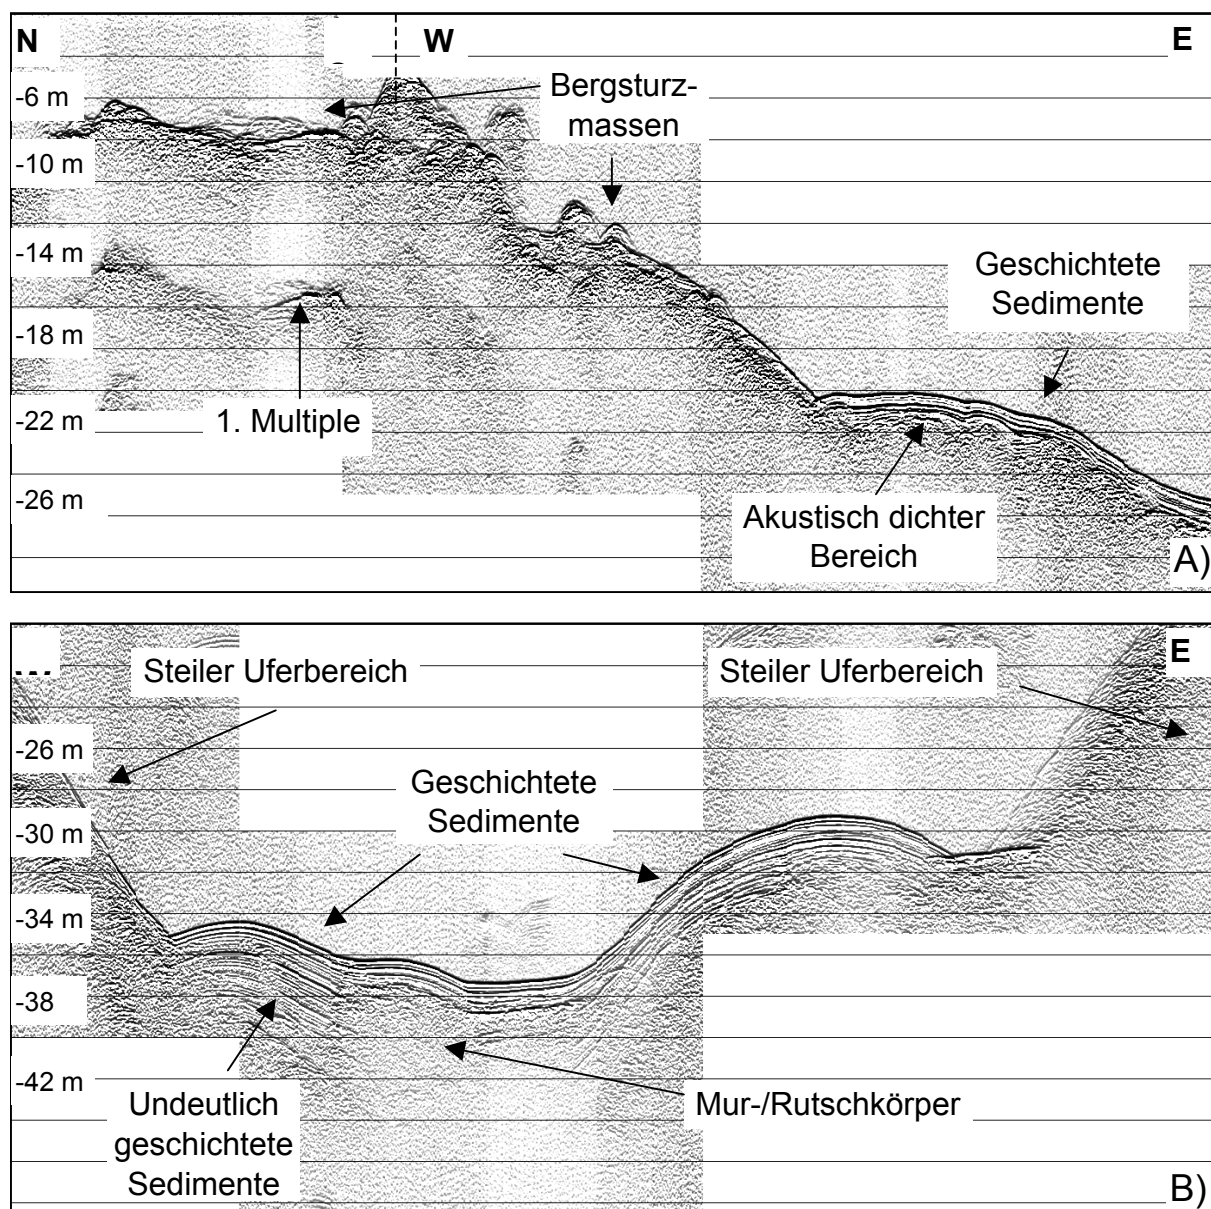 N
W
E
-6 m
Bergsturz-
massen
-10 m
-14 m
Geschichtete
Sedimente
-18 m
1. Multiple
-22 m
-26 m
Akustisch dichter
Bereich
A)
E
Steiler Uferbereich
Steiler Uferbereich
-26 m
Geschichtete
Sedimente
-30 m
-34 m
-38
-42 m
Undeutlich
geschichtete
Sedimente
Mur-/Rutschkörper
B)